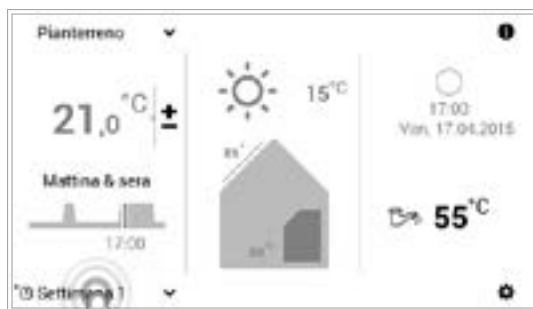 Pianterreno
21,0 °C ±
Mattina & sera
17:00
Settimana 1
15°C
17:00
Ven, 17.04.2015
55°C